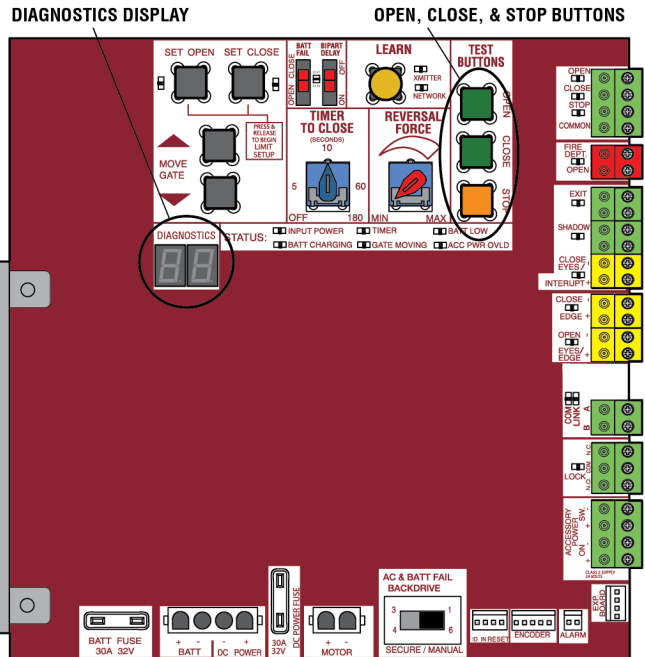 DIAGNOSTICS DISPLAY
OPEN, CLOSE, & STOP BUTTONS
SET OPEN
SET CLOSE
BATT
FAIL
BIPART
DELAY
OPEN
CLOSE
OFF
ON
LEARN
XMITTER
NETWORK
TEST
BUTTONS
OPEN
CLOSE
STOP
PRESS &
RELEASE
TO BEGIN
LIMIT
SETUP
MOVE
GATE
TIMER
TO CLOSE
(SECONDS)
10
5
60
OFF
180
REVERSAL
FORCE
MIN
MAX
DIAGNOSTICS
88
STATUS:
INPUT POWER
TIMER
BATT LOW
BATT CHARGING
GATE MOVING
ACC PWR OVLD
OPEN
CLOSE
STOP
COMMON
FIRE
DEPT.
OPEN
EXIT
SHADOW
CLOSE -
EYES/
INTERUPT +
CLOSE -
EDGE +
OPEN -
EYES/
EDGE +
COM
LINK
A
B
LOCK
N.C.
COM
N.O.
ACCESSORY
POWER
SW.
ON
- + - +
CLASS 2 SUPPLY
24 VOLTS
EXP.
BOARD
BATT FUSE
30A 32V
+ -
BATT
+ -
DC POWER
DC POWER FUSE
30A
32V
+ -
MOTOR
AC & BATT FAIL
BACKDRIVE
3
1
4
6
SECURE / MANUAL
ID IN RESET
ENCODER
ALARM